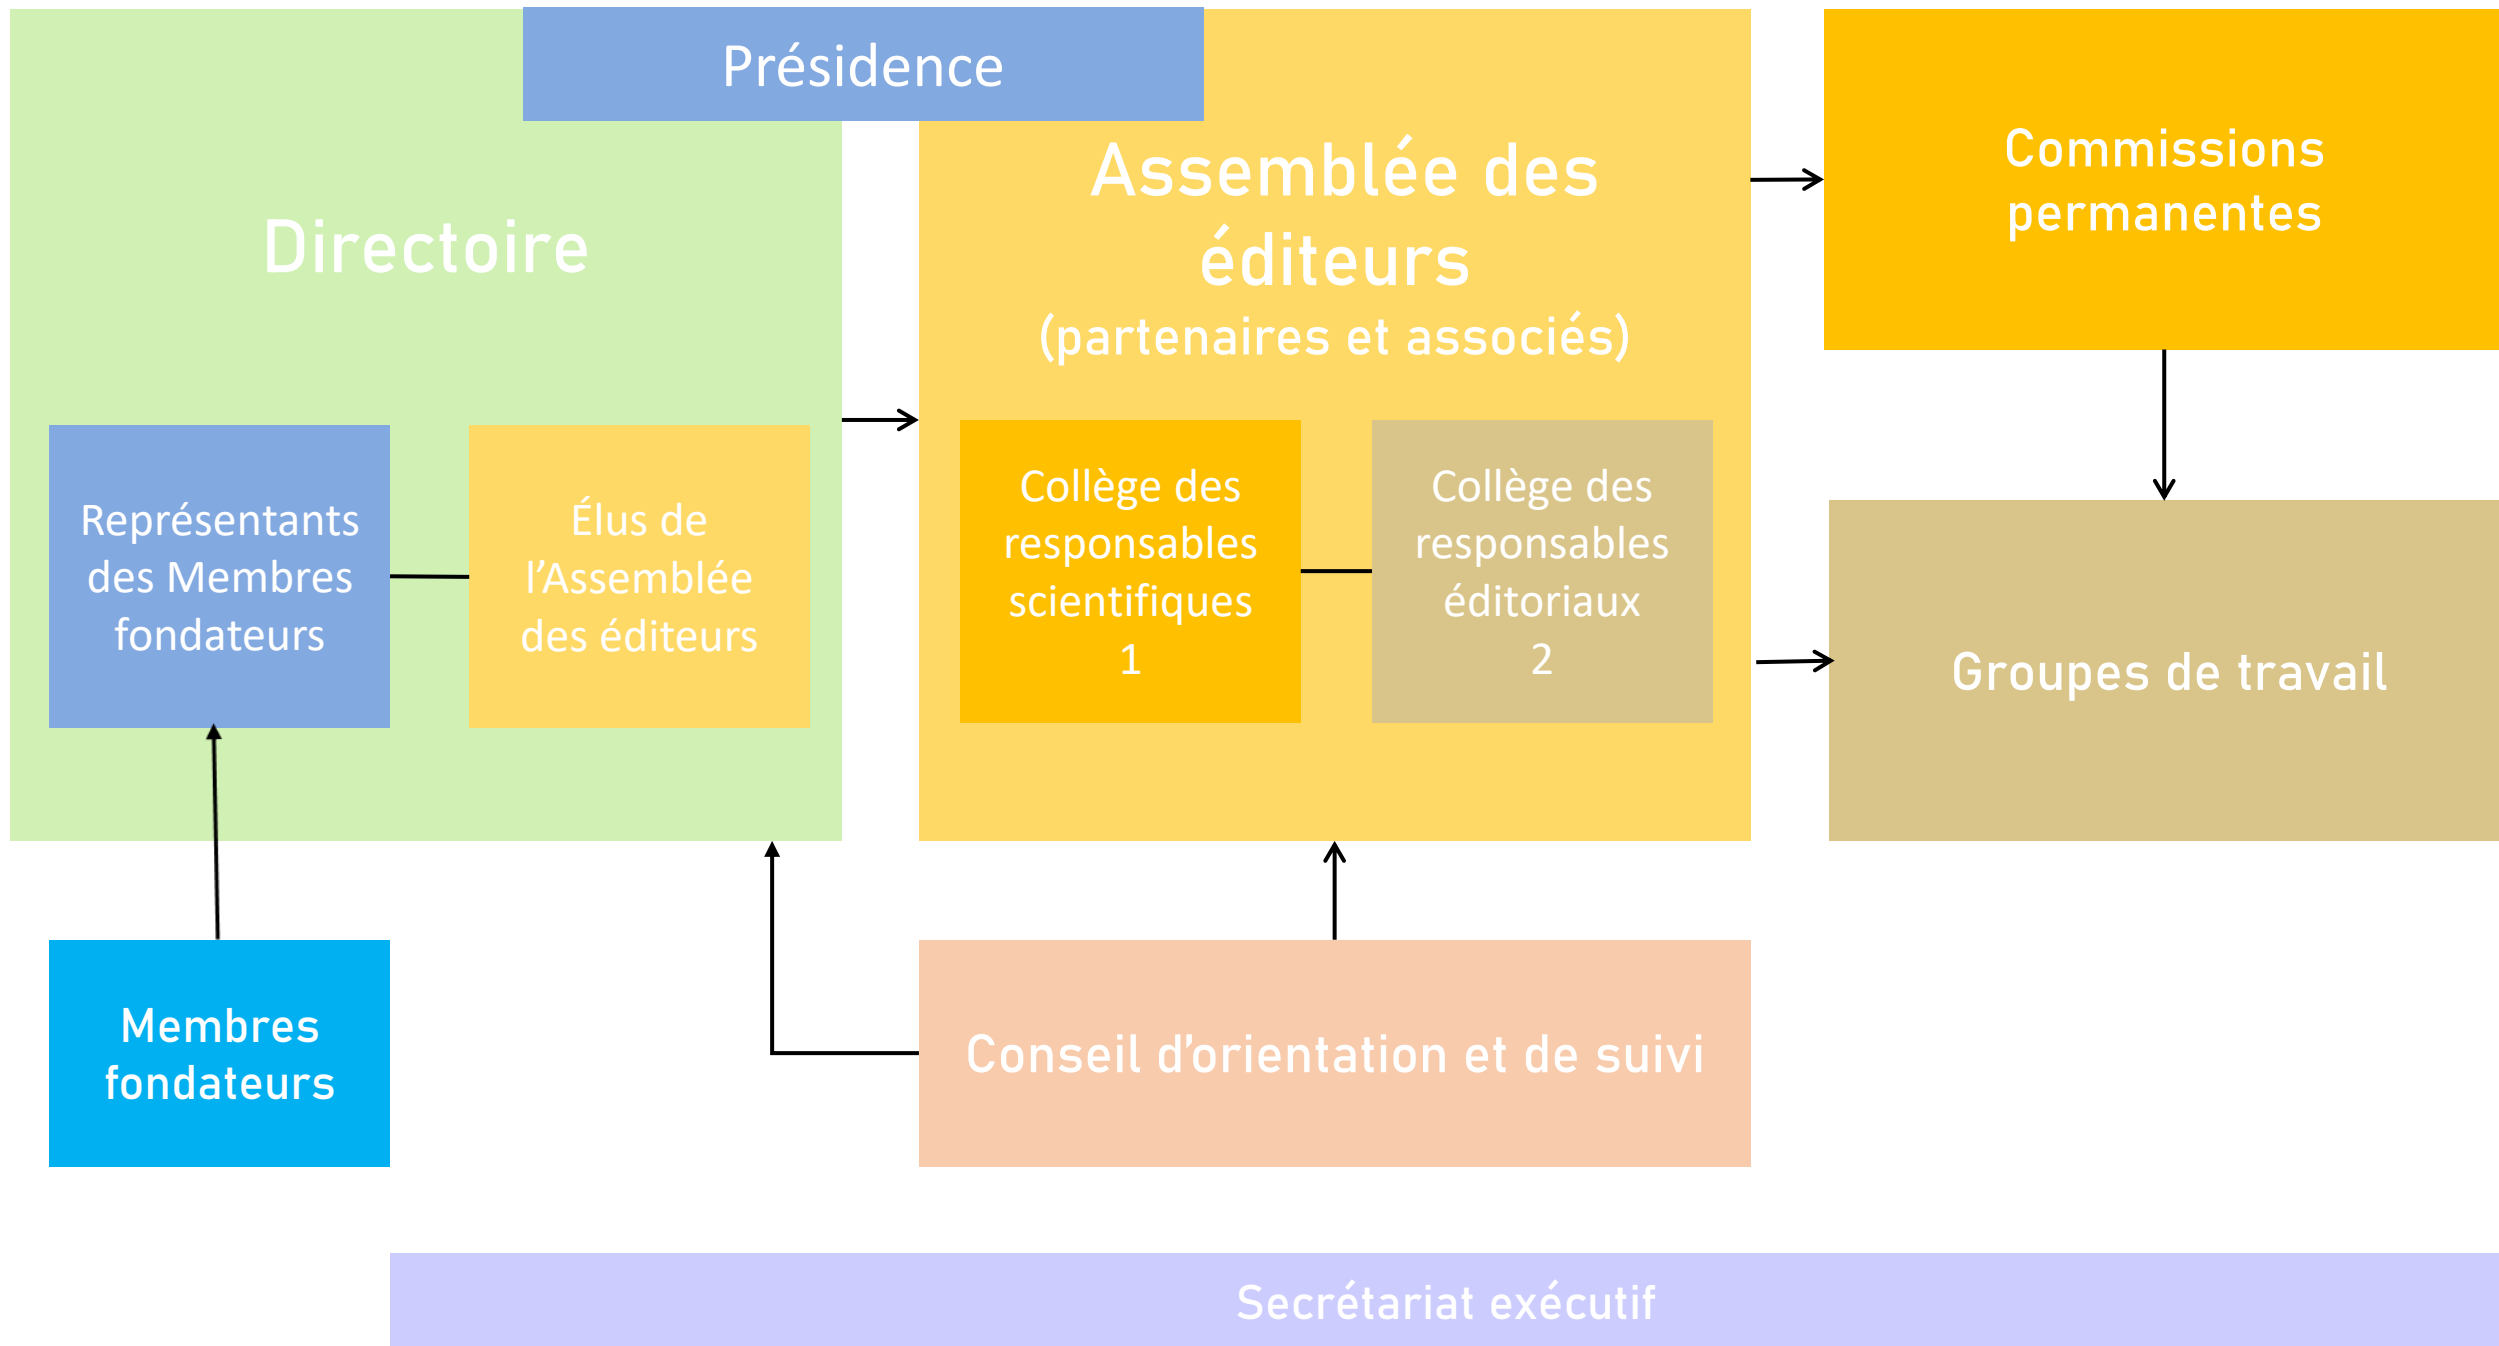 Présidence
Directoire
Représentants
des Membres
fondateurs
Élus de
l’Assemblée
des éditeurs
Assemblée des
éditeurs
(partenaires et associés)
Collège des
responsables
scientifiques
1
Collège des
responsables
éditoriaux
2
Commissions
permanentes
Groupes de travail
Membres
fondateurs
Conseil d'orientation et de suivi
Secrétariat exécutif